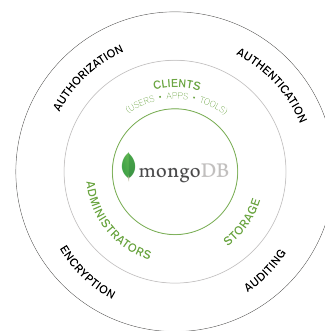 AUTHORIZATION
AUTHENTICATION
CLIENTS
(USERS • APPS • TOOLS)
mongoDB
ADMINISTRATORS
STORAGE
ENCRYPTION
AUDITING